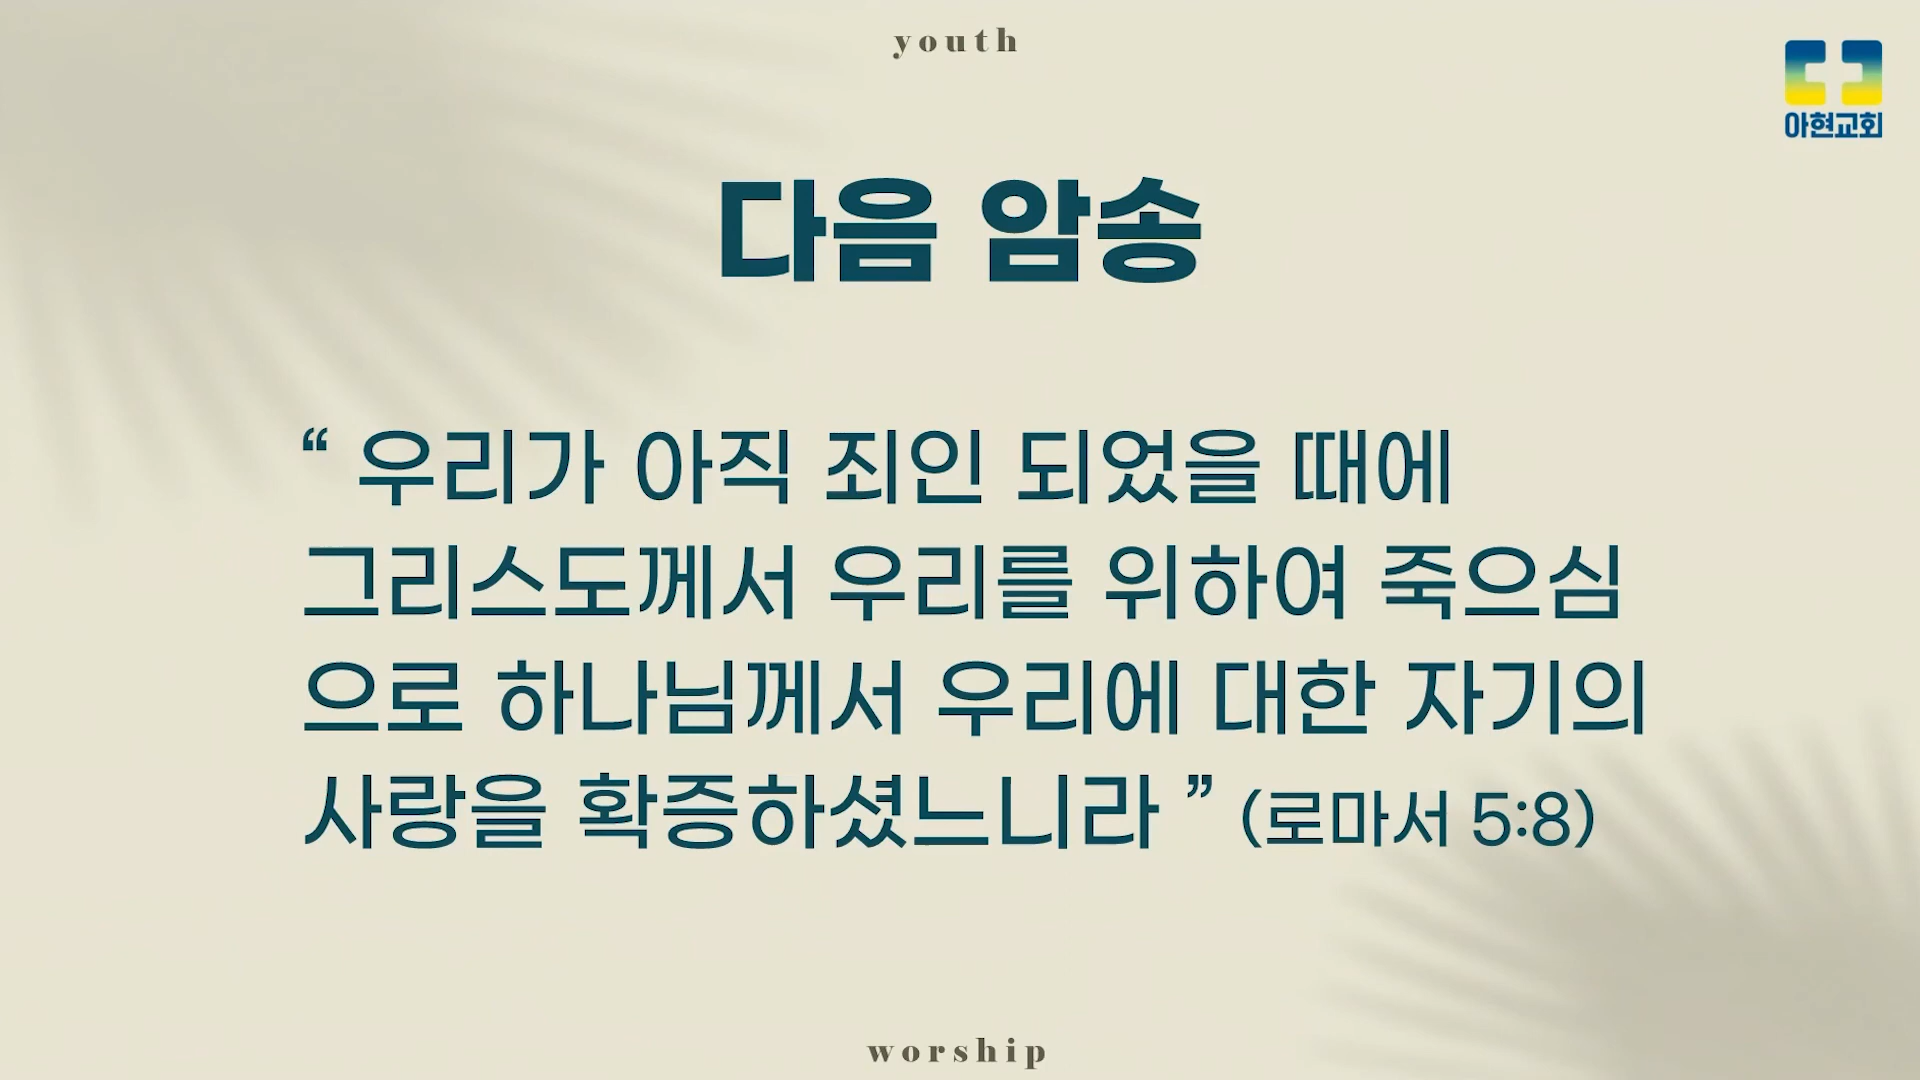 youth
아현교회
다음 암송
“ 우리가 아직 죄인 되었을 때에
그리스도께서 우리를 위하여 죽으심
으로 하나님께서 우리에 대한 자기의
사랑을 확증하셨느니라 ” (로마서 5:8)
worship